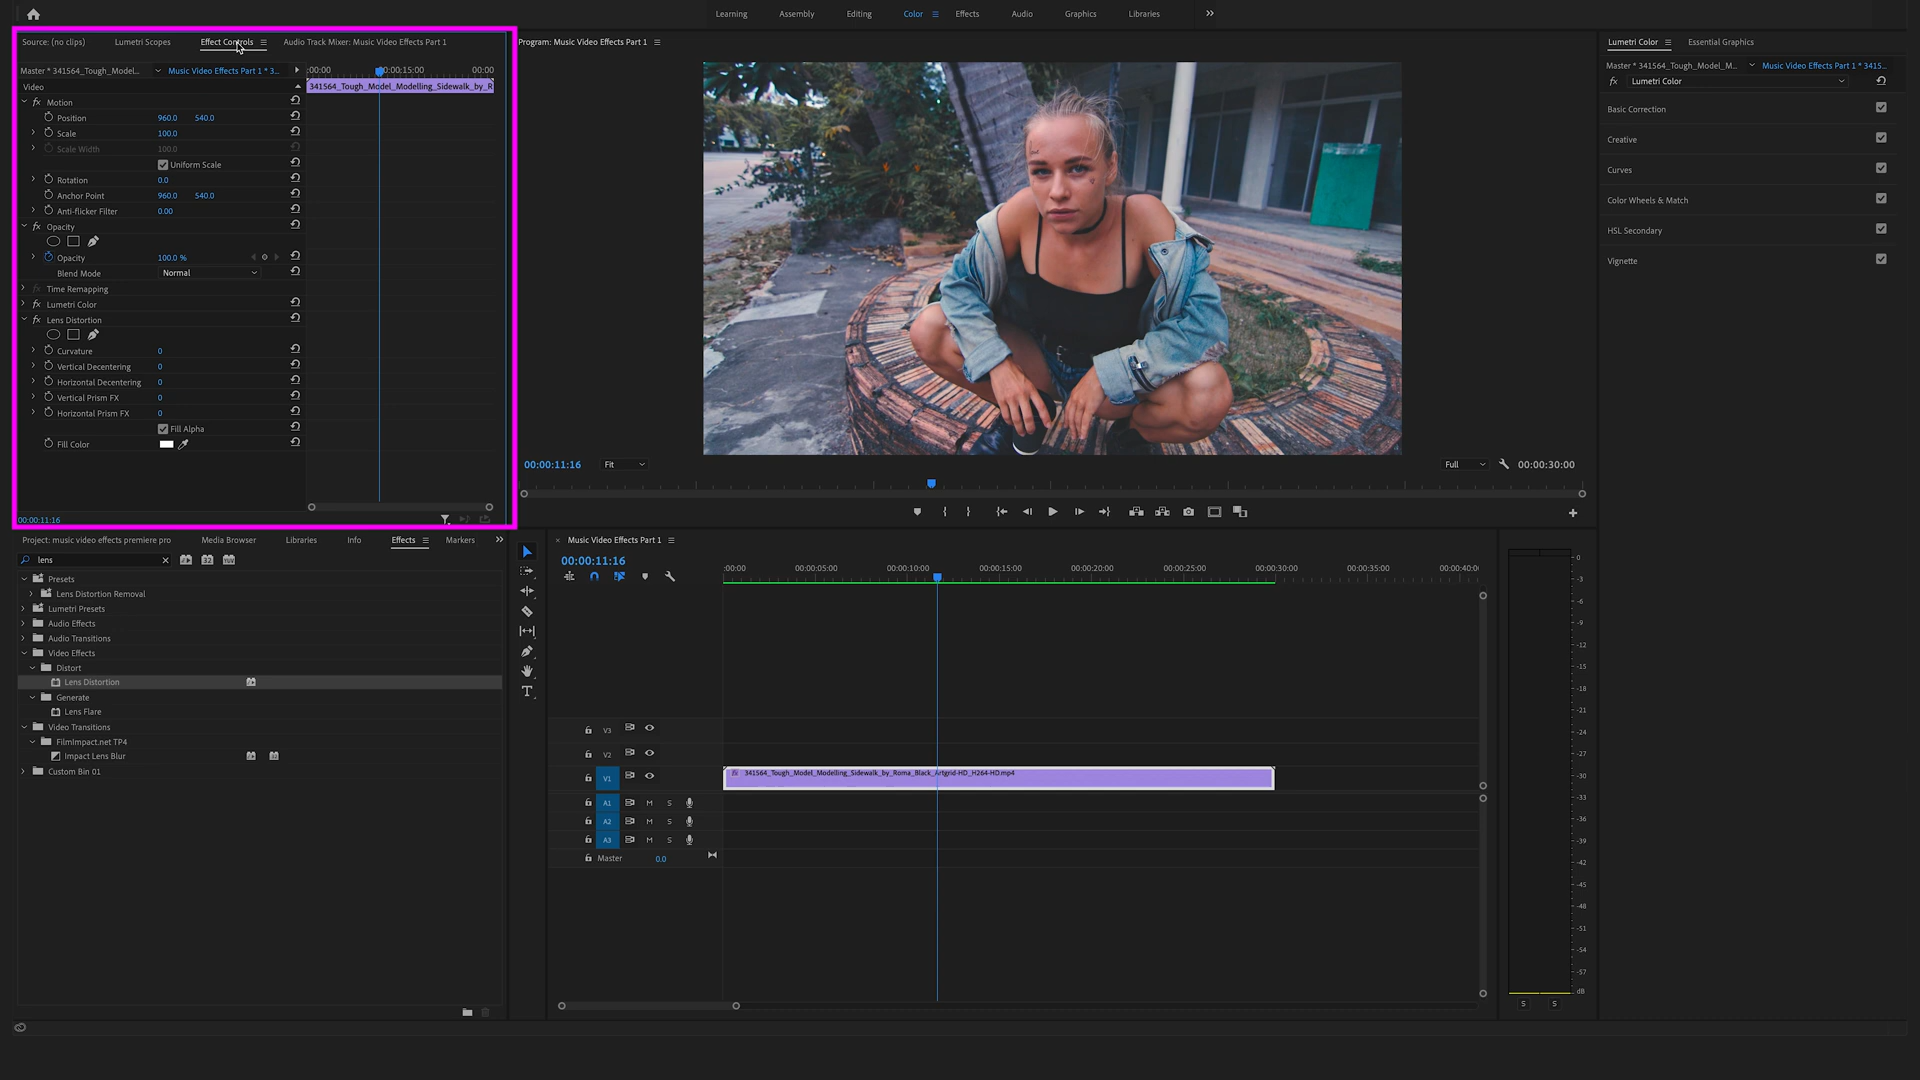 Learning Assembly Editing Color Effects Audio Graphics Libraries
Source: (no clips) Lumetri Scopes Effect Controls Audio Track Mixer: Music Video Effects Part 1
Program: Music Video Effects Part 1
Lumetri Color Essential Graphics
Master * 341564_Tough_Model... Music Video Effects Part 1 * 3...
:00:00 00:00:15:00 00:00
Video
341564_Tough_Model_Modelling_Sidewalk_by_R
fx Motion
Position 960.0 540.0
Scale 100.0
Scale Width 100.0
Uniform Scale
Rotation 0.0
Anchor Point 960.0 540.0
Anti-flicker Filter 0.00
Opacity
Opacity 100.0 %
Blend Mode Normal
fx Time Remapping
fx Lumetri Color
fx Lens Distortion
Curvature 0
Vertical Decentering 0
Horizontal Decentering 0
Vertical Prism FX 0
Horizontal Prism FX 0
Fill Alpha
Fill Color
00:00:11:16
00:00:11:16 Fit Full 00:00:30:00
Master * 341564_Tough_Model_M... Music Video Effects Part 1 * 3415...
fx Lumetri Color
Basic Correction
Creative
Curves
Color Wheels & Match
HSL Secondary
Vignette
Project: music video effects premiere pro Media Browser Libraries Info Effects Markers
lens
Presets
Lens Distortion Removal
Lumetri Presets
Audio Effects
Audio Transitions
Video Effects
Distort
Lens Distortion
Generate
Lens Flare
Video Transitions
FilmImpact.net TP4
Impact Lens Blur
Custom Bin 01
Music Video Effects Part 1
00:00:11:16
:00:00 00:00:05:00 00:00:10:00 00:00:15:00 00:00:20:00 00:00:25:00 00:00:30:00 00:00:35:00 00:00:40:0
V3
V2
V1
fx 341564_Tough_Model_Modelling_Sidewalk_by_Roma_Black_Artgrid-HD_H264-HD.mp4
A1 M S
A2 M S
A3 M S
Master 0.0
0
-3
-6
-9
-12
-15
-18
-21
-24
-27
-30
-33
-36
-39
-42
-45
-48
-51
-54
-57
dB
S S